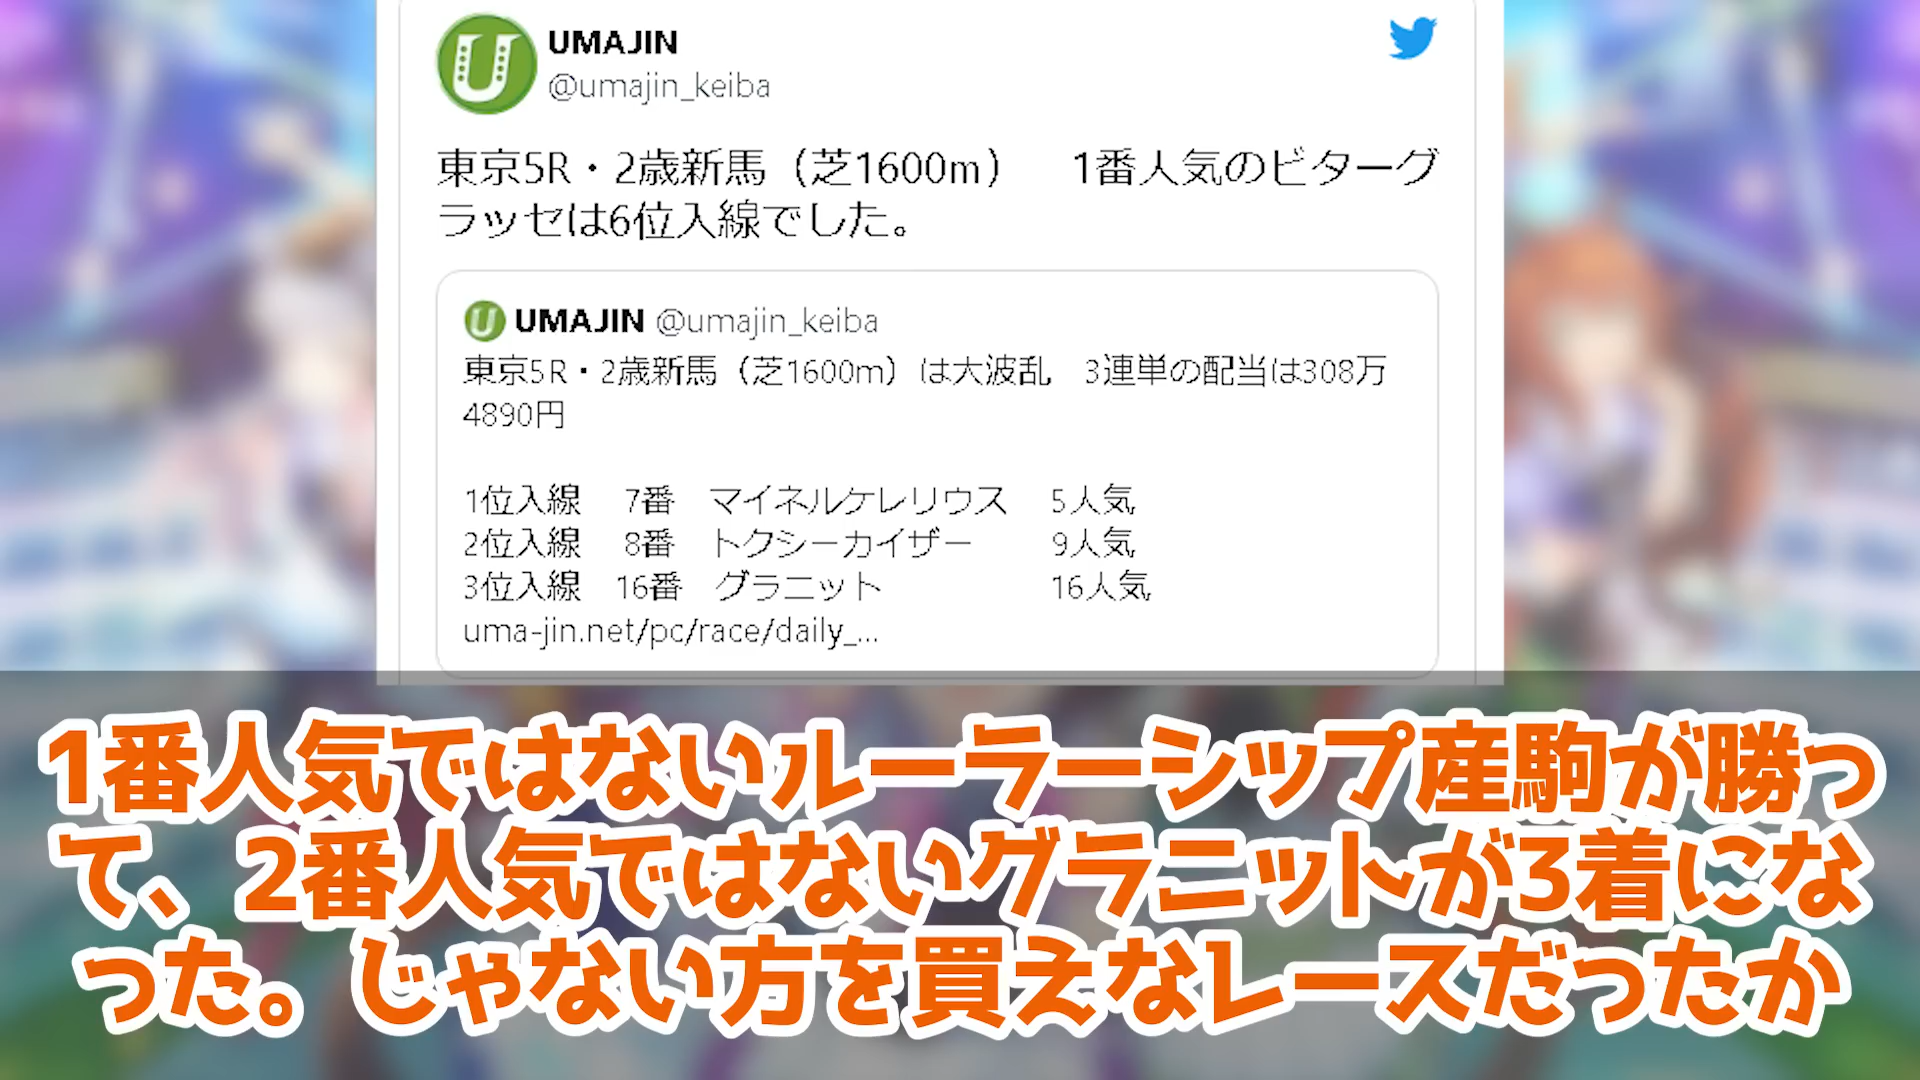 UMAJIN
@umajin_keiba
東京5R・2歳新馬（芝1600m）　1番人気のビターグ
ラッセは6位入線でした。
UMAJIN @umajin_keiba
東京5R・2歳新馬（芝1600m）は大波乱　3連単の配当は308万
4890円
1位入線　7番　マイネルケレリウス　5人気
2位入線　8番　トクシーカイザー　9人気
3位入線　16番　グラニット　16人気
uma-jin.net/pc/race/daily_...
1番人気ではないルーラーシップ産駒が勝っ
て、2番人気ではないグラニットが3着にな
った。じゃない方を買えなレースだったか